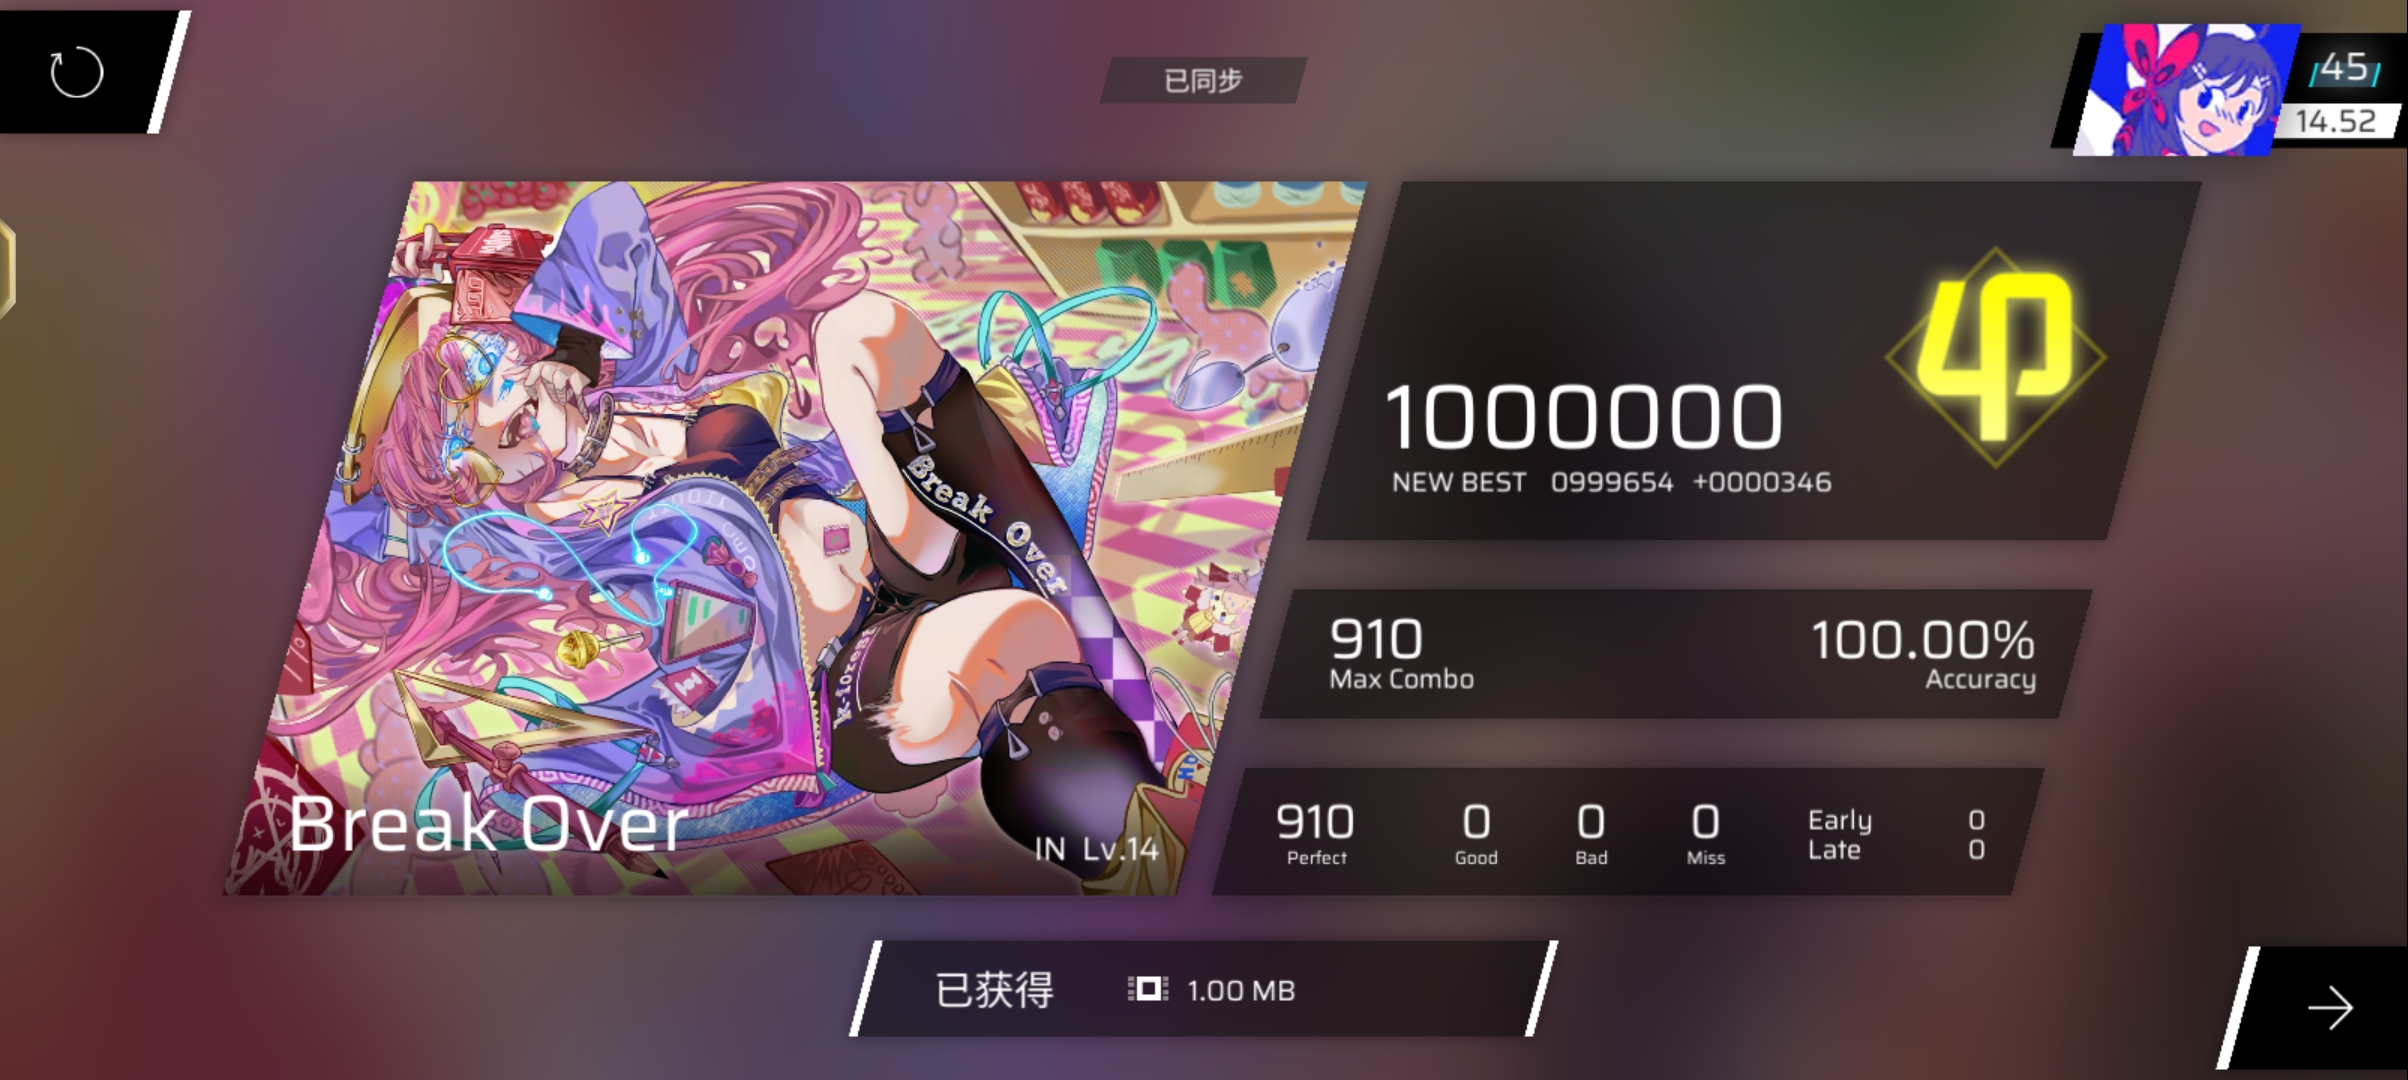 已同步
45
14.52
Break Over
k-forest
Break Over
IN Lv.14
φ
1000000
NEW BEST 0999654 +0000346
910
Max Combo
100.00%
Accuracy
910 0 0 0
Perfect Good Bad Miss
Early 0
Late 0
已获得 1.00 MB